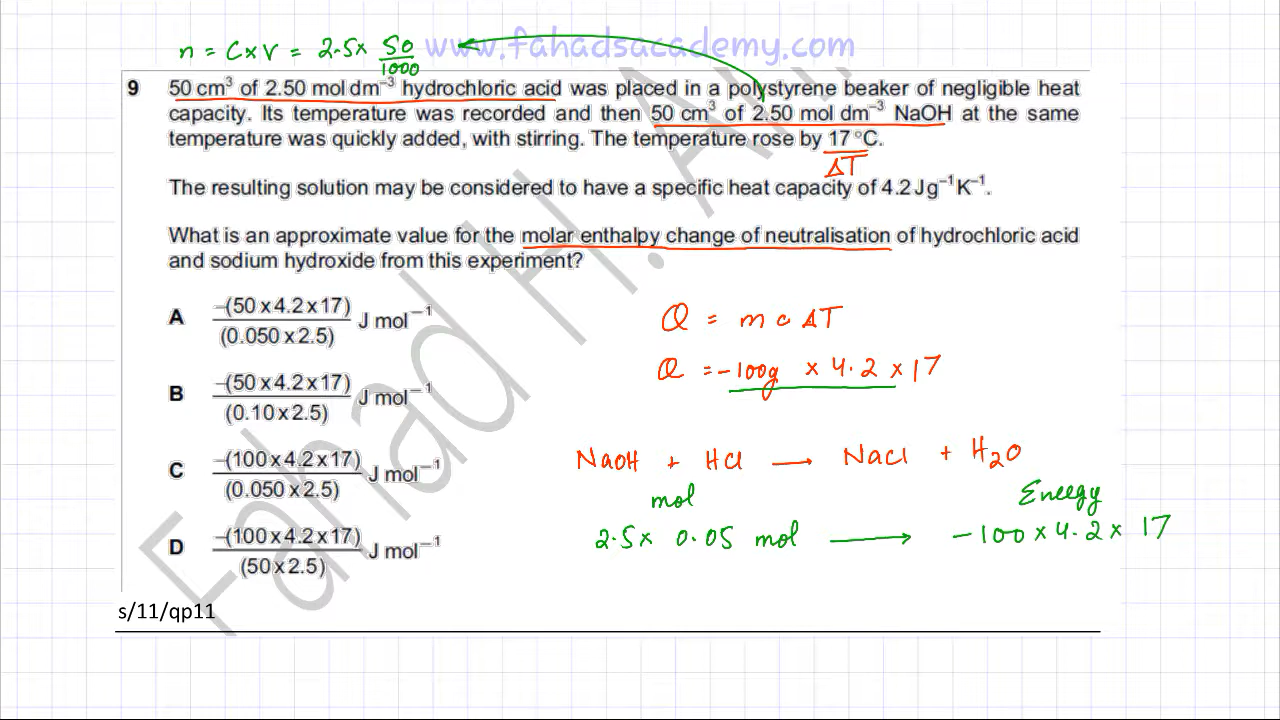 www.fahadsacademy.com
n = C x V = 2.5 x 50/1000
9 50 cm³ of 2.50 mol dm⁻³ hydrochloric acid was placed in a polystyrene beaker of negligible heat
capacity. Its temperature was recorded and then 50 cm³ of 2.50 mol dm⁻³ NaOH at the same
temperature was quickly added, with stirring. The temperature rose by 17 °C.
ΔT
The resulting solution may be considered to have a specific heat capacity of 4.2 J g⁻¹ K⁻¹.
What is an approximate value for the molar enthalpy change of neutralisation of hydrochloric acid
and sodium hydroxide from this experiment?
A –(50 x 4.2 x 17)/(0.050 x 2.5) J mol⁻¹
B –(50 x 4.2 x 17)/(0.10 x 2.5) J mol⁻¹
C –(100 x 4.2 x 17)/(0.050 x 2.5) J mol⁻¹
D –(100 x 4.2 x 17)/(50 x 2.5) J mol⁻¹
Q = m c ΔT
Q = -100g x 4.2 x 17
NaOH + HCl → NaCl + H₂O
mol Energy
2.5 x 0.05 mol → -100 x 4.2 x 17
s/11/qp11